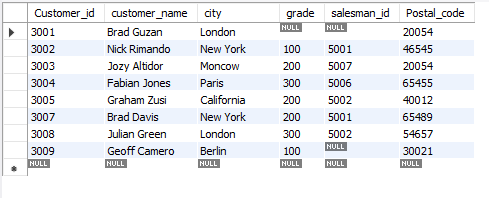 Customer_id customer_name city grade salesman_id Postal_code
3001 Brad Guzan London NULL NULL 20054
3002 Nick Rimando New York 100 5001 46545
3003 Jozy Altidor Moncow 200 5007 20054
3004 Fabian Jones Paris 300 5006 65455
3005 Graham Zusi California 200 5002 40012
3007 Brad Davis New York 200 5001 65489
3008 Julian Green London 300 5002 54657
3009 Geoff Camero Berlin 100 NULL 30021
NULL NULL NULL NULL NULL NULL